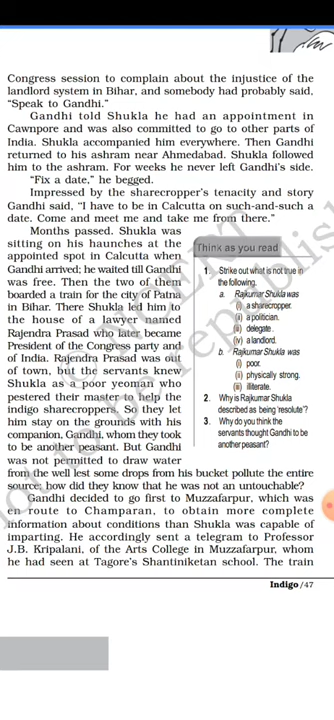 Congress session to complain about the injustice of the
landlord system in Bihar, and somebody had probably said,
“Speak to Gandhi.”
Gandhi told Shukla he had an appointment in
Cawnpore and was also committed to go to other parts of
India. Shukla accompanied him everywhere. Then Gandhi
returned to his ashram near Ahmedabad. Shukla followed
him to the ashram. For weeks he never left Gandhi’s side.
“Fix a date,” he begged.
Impressed by the sharecropper’s tenacity and story
Gandhi said, “I have to be in Calcutta on such-and-such a
date. Come and meet me and take me from there.”
Months passed. Shukla was
sitting on his haunches at the
appointed spot in Calcutta when
Gandhi arrived; he waited till Gandhi
was free. Then the two of them
boarded a train for the city of Patna
in Bihar. There Shukla led him to
the house of a lawyer named
Rajendra Prasad who later became
President of the Congress party and
of India. Rajendra Prasad was out
of town, but the servants knew
Shukla as a poor yeoman who
pestered their master to help the
indigo sharecroppers. So they let
him stay on the grounds with his
companion, Gandhi, whom they took
to be another peasant. But Gandhi
was not permitted to draw water
from the well lest some drops from his bucket pollute the entire
source; how did they know that he was not an untouchable?
Gandhi decided to go first to Muzzafarpur, which was
en route to Champaran, to obtain more complete
information about conditions than Shukla was capable of
imparting. He accordingly sent a telegram to Professor
J.B. Kripalani, of the Arts College in Muzzafarpur, whom
he had seen at Tagore’s Shantiniketan school. The train
Think as you read
1. Strike out what is not true in
the following.
a. Rajkumar Shukla was
(i) a sharecropper.
(ii) a politician.
(iii) delegate.
(iv) a landlord.
b. Rajkumar Shukla was
(i) poor.
(ii) physically strong.
(iii) illiterate.
2. Why is Rajkumar Shukla
described as being ‘resolute’?
3. Why do you think the
servants thought Gandhi to be
another peasant?
Indigo/47
not to be republish
© NCERT